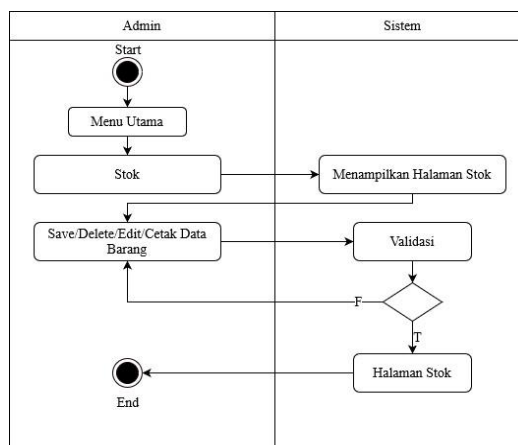 Admin
Sistem
Start
Menu Utama
Stok
Menampilkan Halaman Stok
Save/Delete/Edit/Cetak Data
Barang
Validasi
F
T
Halaman Stok
End